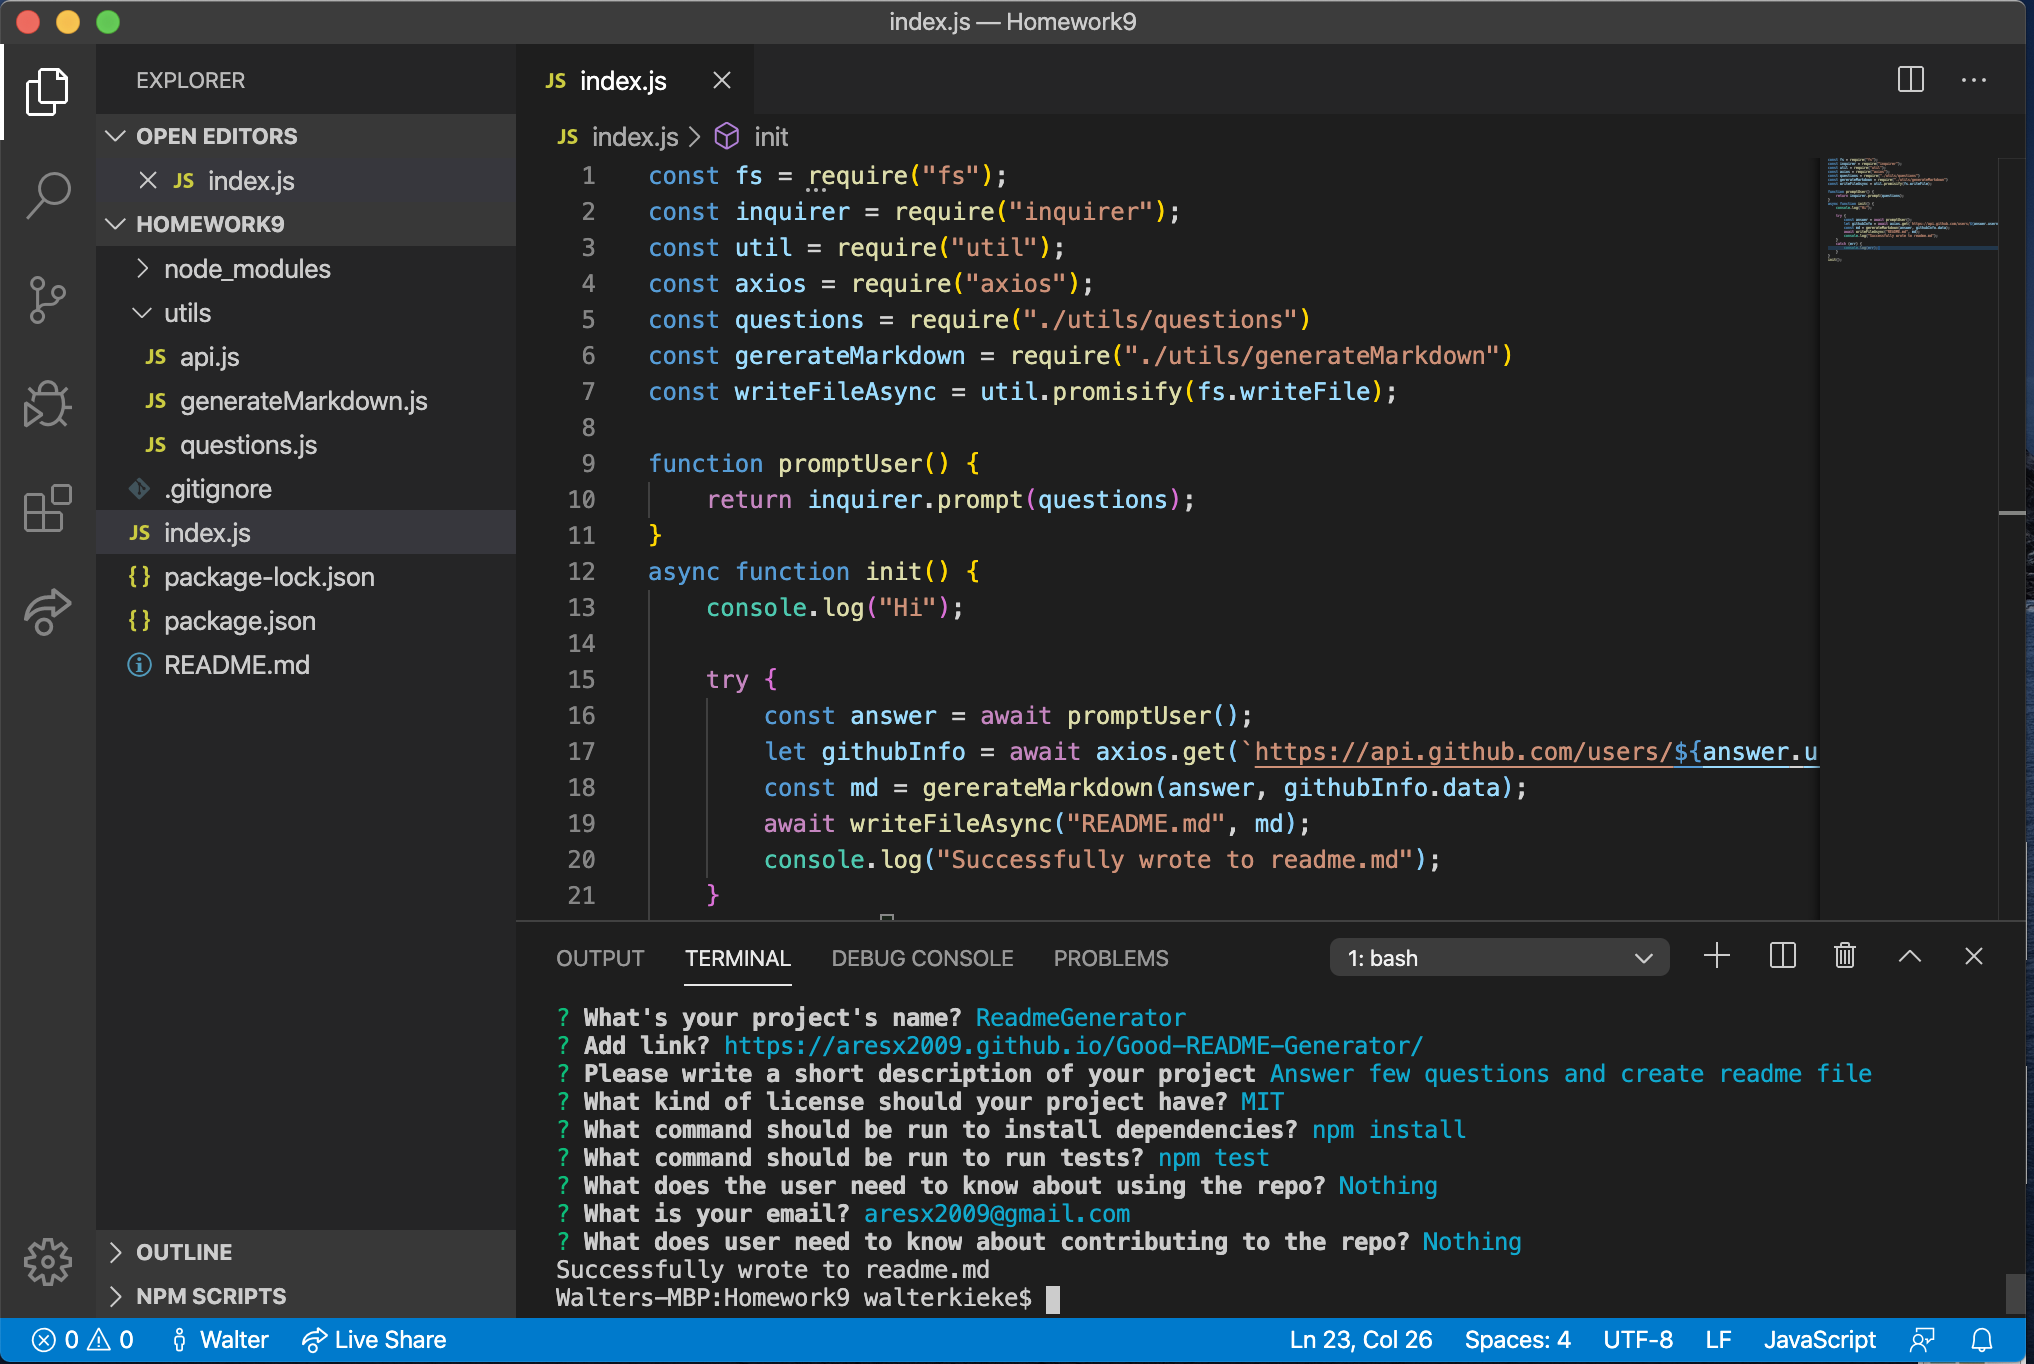 index.js — Homework9
EXPLORER
OPEN EDITORS
JS index.js
HOMEWORK9
node_modules
utils
JS api.js
JS generateMarkdown.js
JS questions.js
.gitignore
JS index.js
{} package-lock.json
{} package.json
README.md
OUTLINE
NPM SCRIPTS
JS index.js
JS index.js > init
1 const fs = require("fs");
2 const inquirer = require("inquirer");
3 const util = require("util");
4 const axios = require("axios");
5 const questions = require("./utils/questions")
6 const gererateMarkdown = require("./utils/generateMarkdown")
7 const writeFileAsync = util.promisify(fs.writeFile);
8
9 function promptUser() {
10 return inquirer.prompt(questions);
11 }
12 async function init() {
13 console.log("Hi");
14
15 try {
16 const answer = await promptUser();
17 let githubInfo = await axios.get(`https://api.github.com/users/${answer.u
18 const md = gererateMarkdown(answer, githubInfo.data);
19 await writeFileAsync("README.md", md);
20 console.log("Successfully wrote to readme.md");
21 }
OUTPUT TERMINAL DEBUG CONSOLE PROBLEMS 1: bash
? What's your project's name? ReadmeGenerator
? Add link? https://aresx2009.github.io/Good-README-Generator/
? Please write a short description of your project Answer few questions and create readme file
? What kind of license should your project have? MIT
? What command should be run to install dependencies? npm install
? What command should be run to run tests? npm test
? What does the user need to know about using the repo? Nothing
? What is your email? aresx2009@gmail.com
? What does user need to know about contributing to the repo? Nothing
Successfully wrote to readme.md
Walters-MBP:Homework9 walterkieke$
0 0 Walter Live Share Ln 23, Col 26 Spaces: 4 UTF-8 LF JavaScript